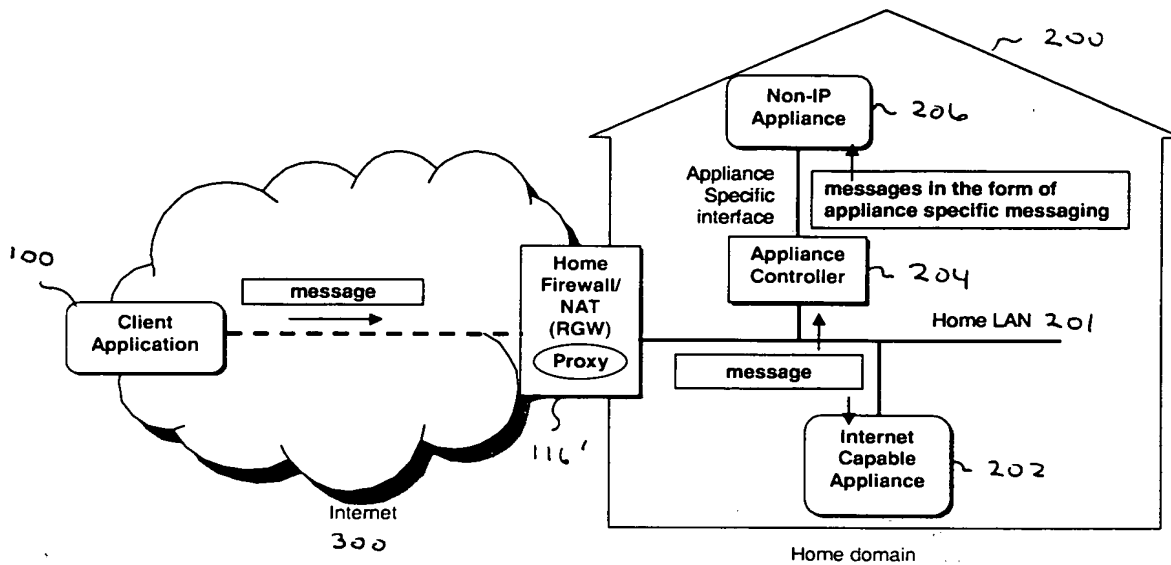 200
Non-IP
Appliance
206
Appliance
Specific
interface
messages in the form of
appliance specific messaging
100
message
Client
Application
Home
Firewall/
NAT
(RGW)
Proxy
Appliance
Controller
204
Home LAN 201
message
116'
Internet
Capable
Appliance
202
Internet
300
Home domain